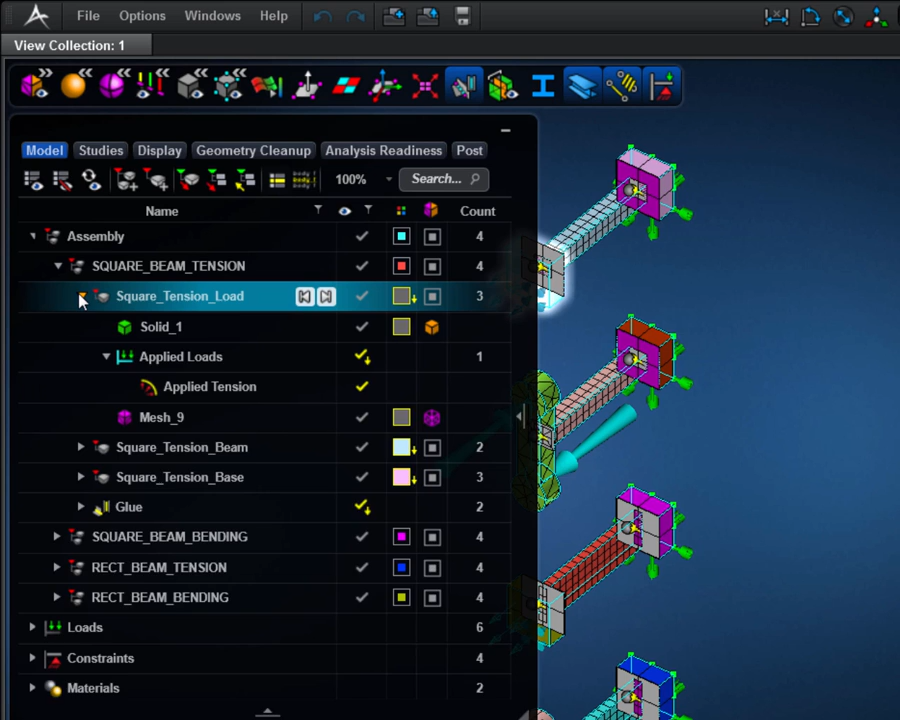 File Options Windows Help
View Collection: 1
Model Studies Display Geometry Cleanup Analysis Readiness Post
100% Search...
Name Count
Assembly 4
SQUARE_BEAM_TENSION 4
Square_Tension_Load 3
Solid_1
Applied Loads 1
Applied Tension
Mesh_9
Square_Tension_Beam 2
Square_Tension_Base 3
Glue 2
SQUARE_BEAM_BENDING 4
RECT_BEAM_TENSION 4
RECT_BEAM_BENDING 4
Loads 6
Constraints 4
Materials 2